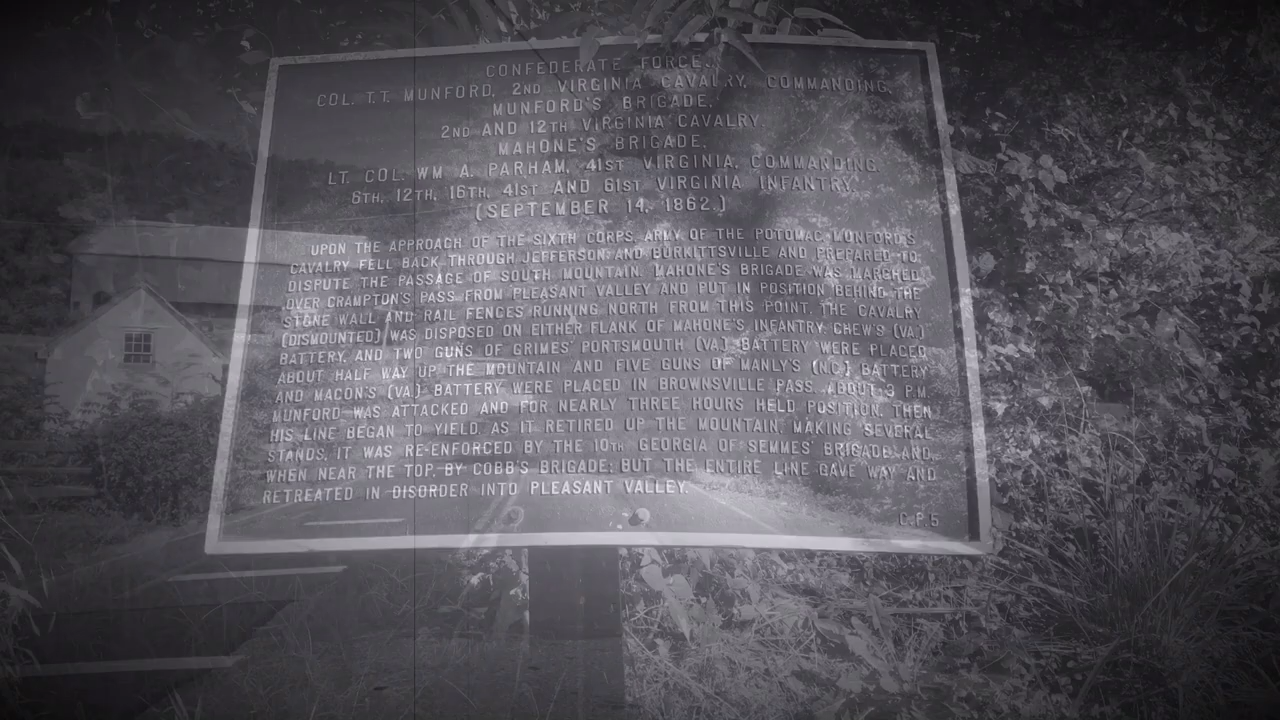 CONFEDERATE FORCE.
COL. T.T. MUNFORD, 2ND VIRGINIA CAVALRY, COMMANDING.
MUNFORD'S BRIGADE,
2ND AND 12TH VIRGINIA CAVALRY
MAHONE'S BRIGADE,
LT. COL. WM A. PARHAM, 41ST VIRGINIA, COMMANDING.
6TH, 12TH, 16TH, 41ST AND 61ST VIRGINIA INFANTRY.
(SEPTEMBER 14, 1862.)
UPON THE APPROACH OF THE SIXTH CORPS, ARMY OF THE POTOMAC, MUNFORD'S
CAVALRY FELL BACK THROUGH JEFFERSON AND BURKITTSVILLE AND PREPARED TO
DISPUTE THE PASSAGE OF SOUTH MOUNTAIN. MAHONE'S BRIGADE WAS MARCHED
OVER CRAMPTON'S PASS FROM PLEASANT VALLEY AND PUT IN POSITION BEHIND THE
STONE WALL AND RAIL FENCES RUNNING NORTH FROM THIS POINT. THE CAVALRY
(DISMOUNTED) WAS DISPOSED ON EITHER FLANK OF MAHONE'S INFANTRY. CHEW'S (VA.)
BATTERY, AND TWO GUNS OF GRIMES' PORTSMOUTH (VA.) BATTERY WERE PLACED
ABOUT HALF WAY UP THE MOUNTAIN AND FIVE GUNS OF MANLY'S (N.C.) BATTERY
AND MACON'S (VA.) BATTERY WERE PLACED IN BROWNSVILLE PASS. ABOUT 3 P.M.
MUNFORD WAS ATTACKED AND FOR NEARLY THREE HOURS HELD POSITION, THEN
HIS LINE BEGAN TO YIELD. AS IT RETIRED UP THE MOUNTAIN, MAKING SEVERAL
STANDS, IT WAS RE-ENFORCED BY THE 10TH GEORGIA OF SEMMES' BRIGADE AND,
WHEN NEAR THE TOP, BY COBB'S BRIGADE; BUT THE ENTIRE LINE GAVE WAY AND
RETREATED IN DISORDER INTO PLEASANT VALLEY.
C.P.5